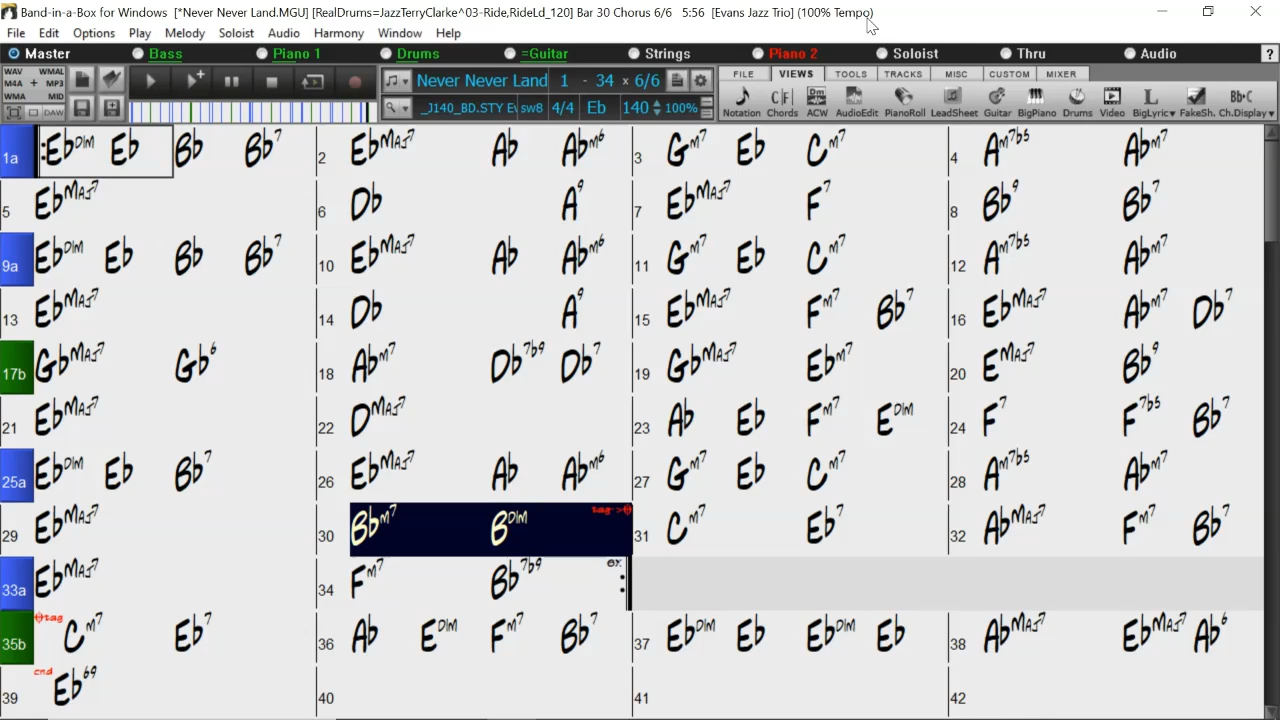 Band-in-a-Box for Windows [*Never Never Land.MGU] [RealDrums=JazzTerryClarke^03-Ride,RideLd_120] Bar 30 Chorus 6/6 5:56 [Evans Jazz Trio] (100% Tempo)
File Edit Options Play Melody Soloist Audio Harmony Window Help
Master Bass Piano 1 Drums =Guitar Strings Piano 2 Soloist Thru Audio ?
WAV WMAL
M4A + MP3
WMA MID
DAW
Never Never Land 1 - 34 x 6/6
_J140_BD.STY Ev sw8 4/4 Eb 140 100%
FILE VIEWS TOOLS TRACKS MISC CUSTOM MIXER
Notation Chords ACW AudioEdit PianoRoll LeadSheet Guitar BigPiano Drums Video BigLyric FakeSh. Ch.Display
1a EbDIM Eb Bb Bb7 2 EbMAJ7 Ab Abm6 3 Gm7 Eb Cm7 4 Am7b5 Abm7
5 EbMAJ7 6 Db A9 7 EbMAJ7 F7 8 Bb9 Bb7
9a EbDIM Eb Bb Bb7 10 EbMAJ7 Ab Abm6 11 Gm7 Eb Cm7 12 Am7b5 Abm7
13 EbMAJ7 14 Db A9 15 EbMAJ7 Fm7 Bb7 16 EbMAJ7 Abm7 Db7
17b GbMAJ7 Gb6 18 Abm7 Db7b9 Db7 19 GbMAJ7 Ebm7 20 EMAJ7 Bb9
21 EbMAJ7 22 DMAJ7 23 Ab Eb Fm7 EDIM 24 F7 F7b5 Bb7
25a EbDIM Eb Bb7 26 EbMAJ7 Ab Abm6 27 Gm7 Eb Cm7 28 Am7b5 Abm7
29 EbMAJ7 30 Bbm7 BDIM tag-> 31 Cm7 Eb7 32 AbMAJ7 Fm7 Bb7
33a EbMAJ7 34 Fm7 Bb7b9 ex
35b tag Cm7 Eb7 36 Ab EDIM Fm7 Bb7 37 EbDIM Eb EbDIM Eb 38 AbMAJ7 EbMAJ7 Ab6
39 end Eb69 40 41 42